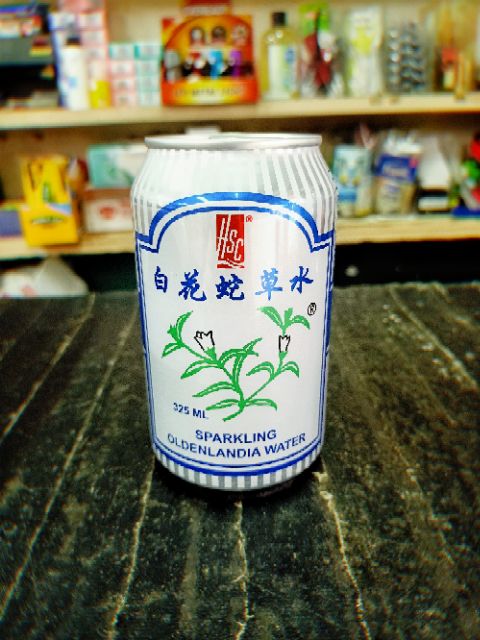 HSC®
白花蛇草水
®
325 ML
SPARKLING
OLDENLANDIA WATER